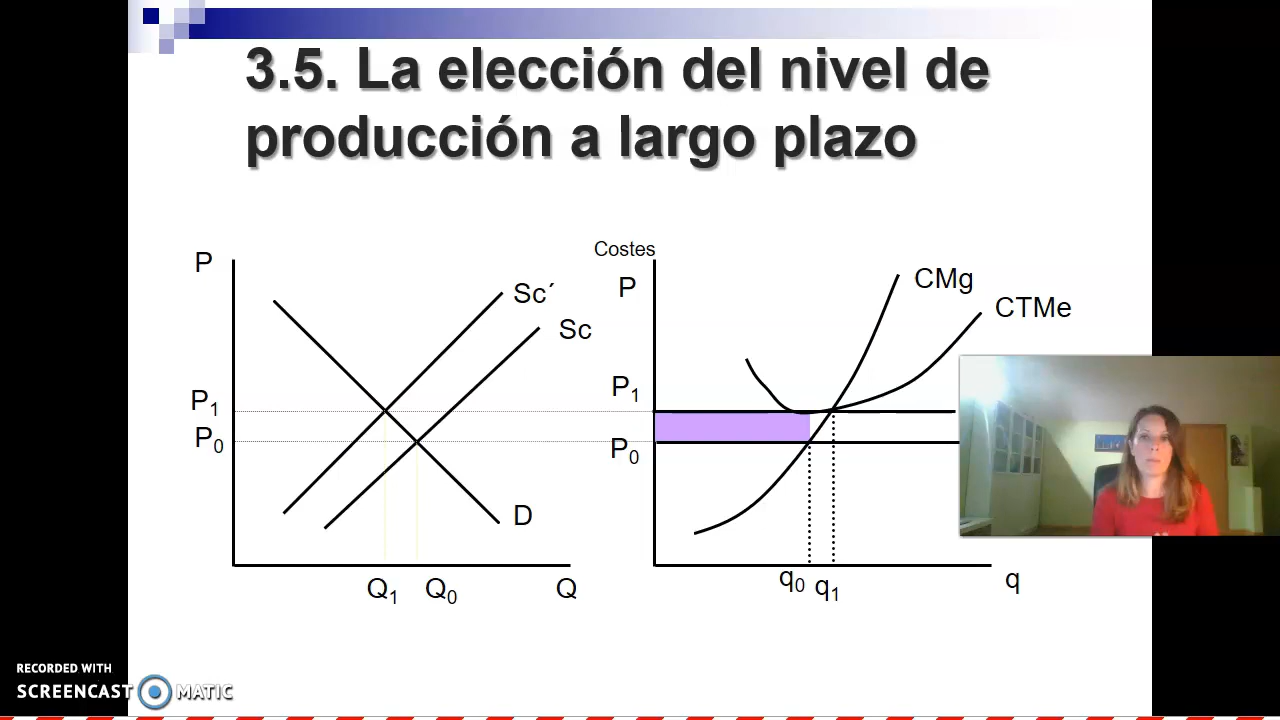 3.5. La elección del nivel de
producción a largo plazo
P
Sc´
Sc
P1
P0
D
Q1
Q0
Q
Costes
P
CMg
CTMe
P1
P0
q0
q1
q
RECORDED WITH
SCREENCAST MATIC